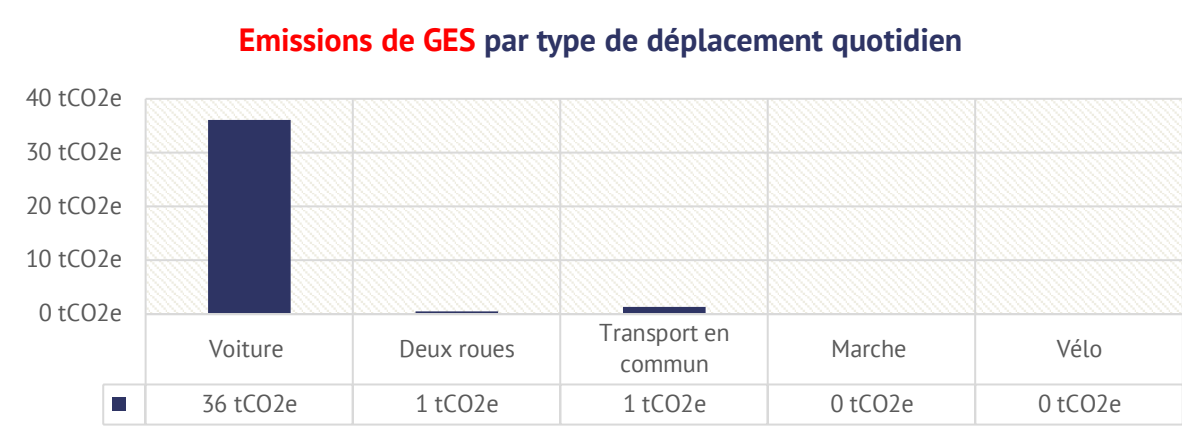 Emissions de GES par type de déplacement quotidien
40 tCO2e
30 tCO2e
20 tCO2e
10 tCO2e
0 tCO2e
Voiture
Deux roues
Transport en
commun
Marche
Vélo
36 tCO2e
1 tCO2e
1 tCO2e
0 tCO2e
0 tCO2e